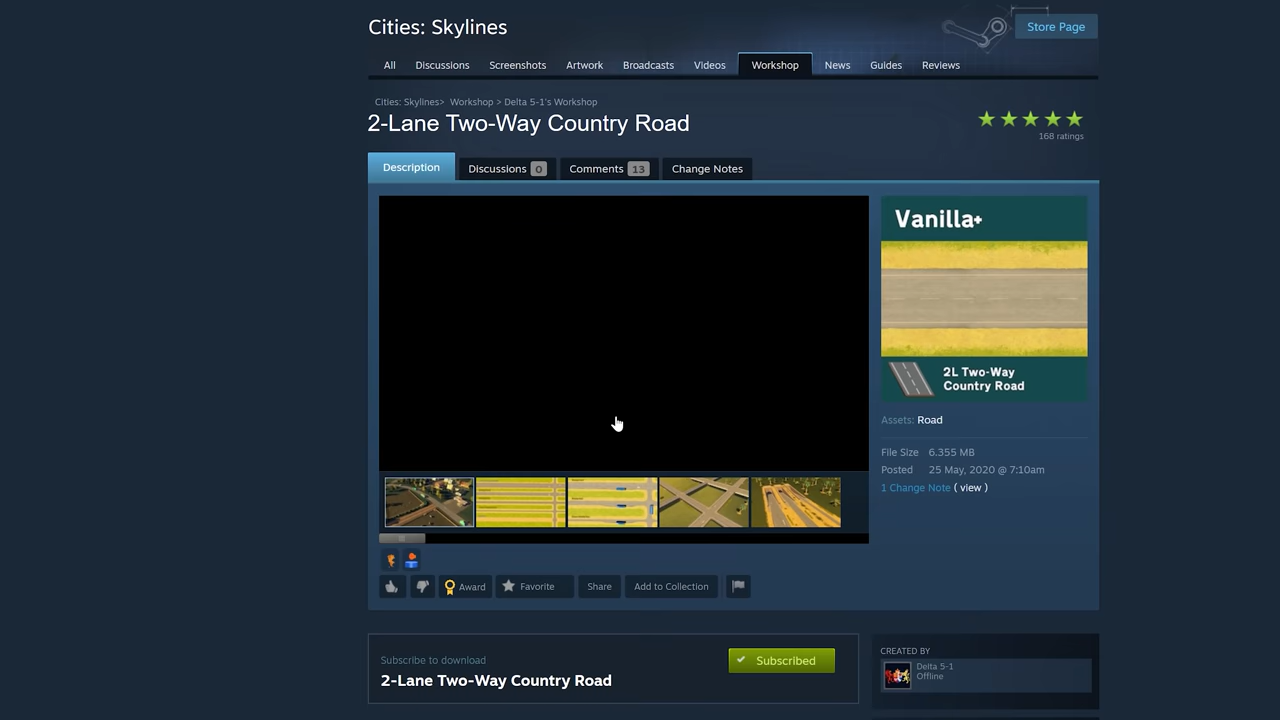 Cities: Skylines
Store Page
All Discussions Screenshots Artwork Broadcasts Videos Workshop News Guides Reviews
Cities: Skylines> Workshop > Delta 5-1's Workshop
2-Lane Two-Way Country Road
168 ratings
Description Discussions 0 Comments 13 Change Notes
Vanilla+
2L Two-Way
Country Road
Assets: Road
File Size 6.355 MB
Posted 25 May, 2020 @ 7:10am
1 Change Note ( view )
Award Favorite Share Add to Collection
Subscribe to download
2-Lane Two-Way Country Road
Subscribed
CREATED BY
Delta 5-1
Offline